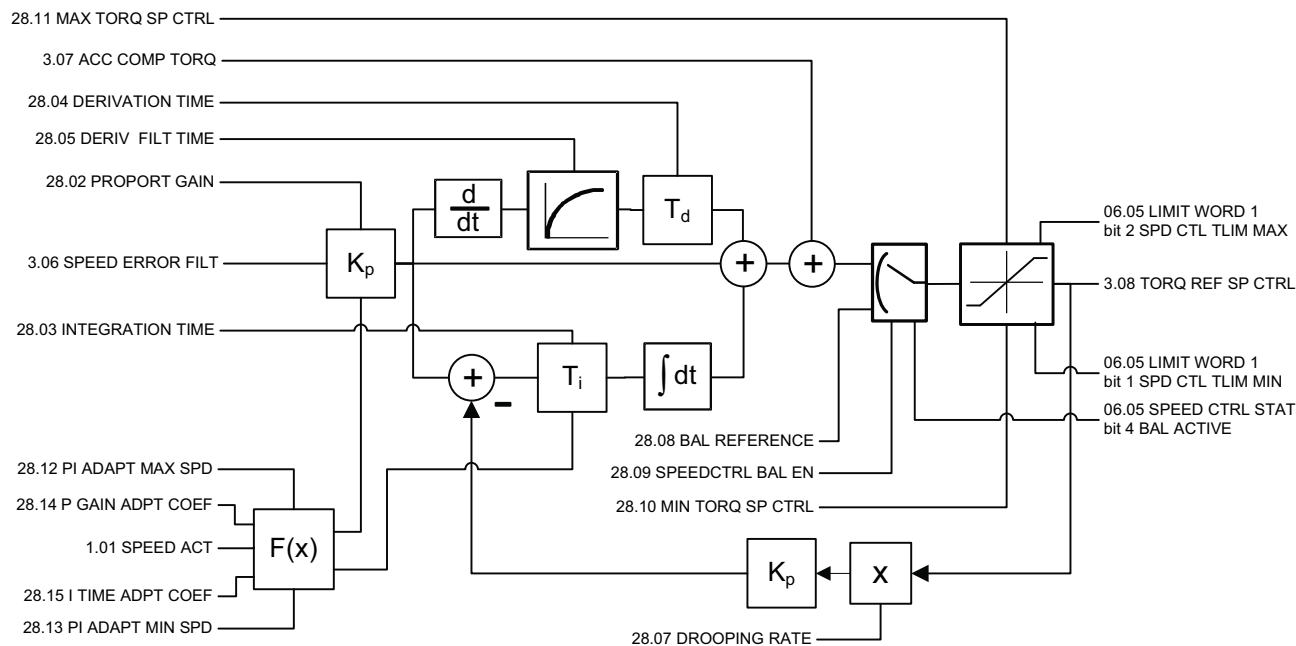 28.11 MAX TORQ SP CTRL
3.07 ACC COMP TORQ
28.04 DERIVATION TIME
28.05 DERIV FILT TIME
28.02 PROPORT GAIN
d
dt
Td
06.05 LIMIT WORD 1
bit 2 SPD CTL TLIM MAX
3.06 SPEED ERROR FILT
Kp
+
+
3.08 TORQ REF SP CTRL
28.03 INTEGRATION TIME
+
−
Ti
∫dt
06.05 LIMIT WORD 1
bit 1 SPD CTL TLIM MIN
06.05 SPEED CTRL STAT
bit 4 BAL ACTIVE
28.08 BAL REFERENCE
28.09 SPEEDCTRL BAL EN
28.10 MIN TORQ SP CTRL
28.12 PI ADAPT MAX SPD
28.14 P GAIN ADPT COEF
1.01 SPEED ACT
F(x)
28.15 I TIME ADPT COEF
28.13 PI ADAPT MIN SPD
Kp
x
28.07 DROOPING RATE